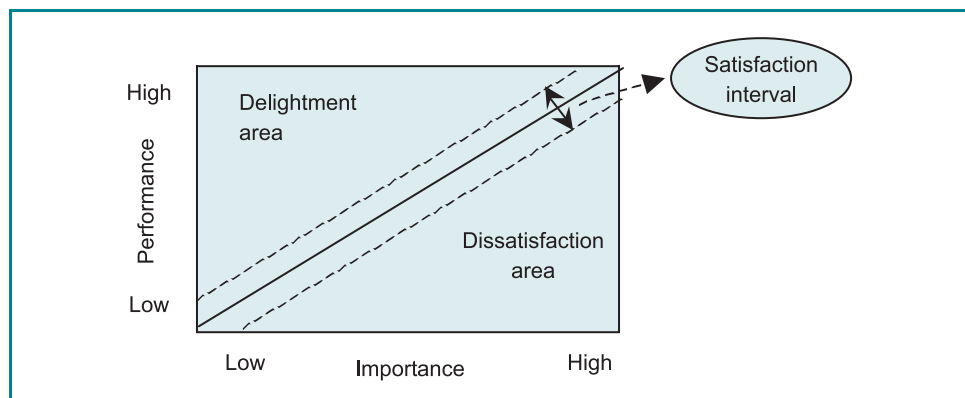 High
Delightment
area
Satisfaction
interval
Performance
Dissatisfaction
area
Low
Low
Importance
High